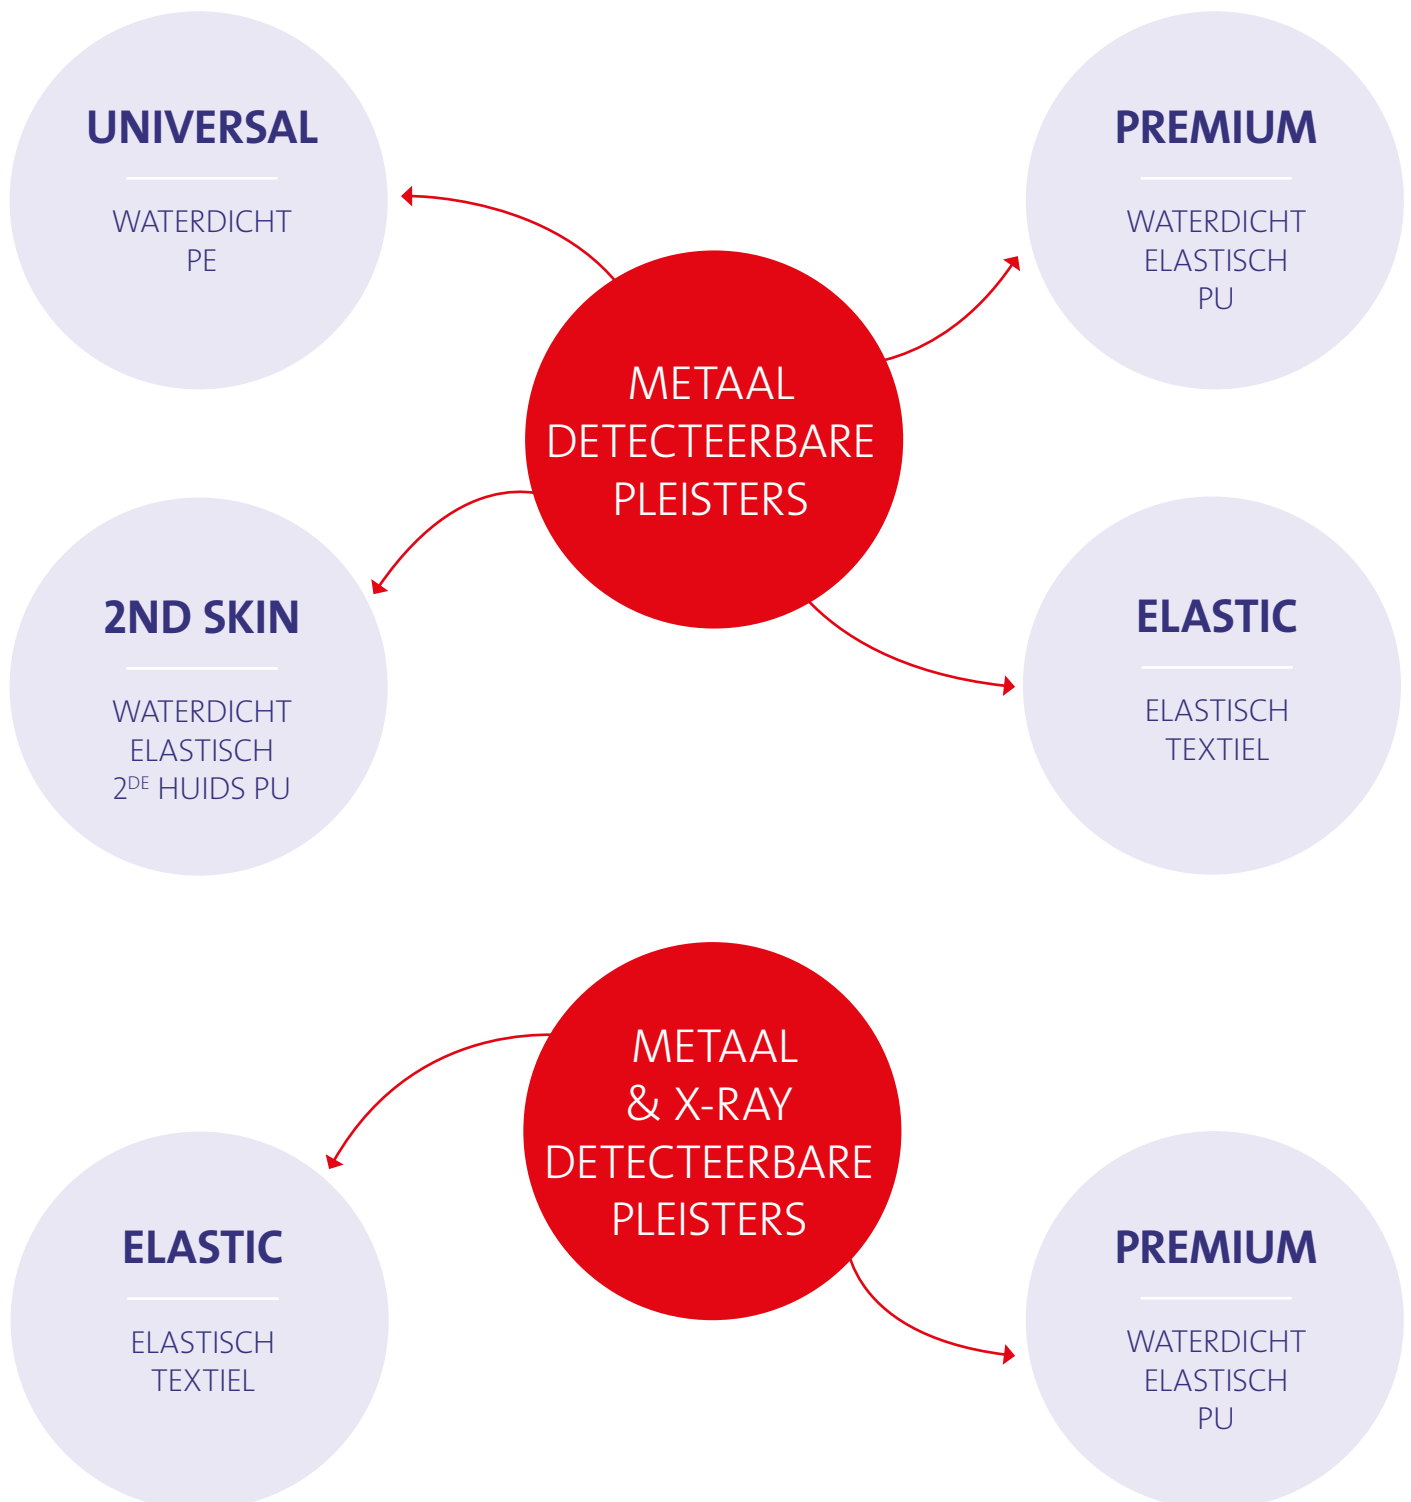 UNIVERSAL
WATERDICHT
PE
PREMIUM
WATERDICHT
ELASTISCH
PU
METAAL
DETECTEERBARE
PLEISTERS
2ND SKIN
WATERDICHT
ELASTISCH
2DE HUIDS PU
ELASTIC
ELASTISCH
TEXTIEL
METAAL
& X-RAY
DETECTEERBARE
PLEISTERS
ELASTIC
ELASTISCH
TEXTIEL
PREMIUM
WATERDICHT
ELASTISCH
PU